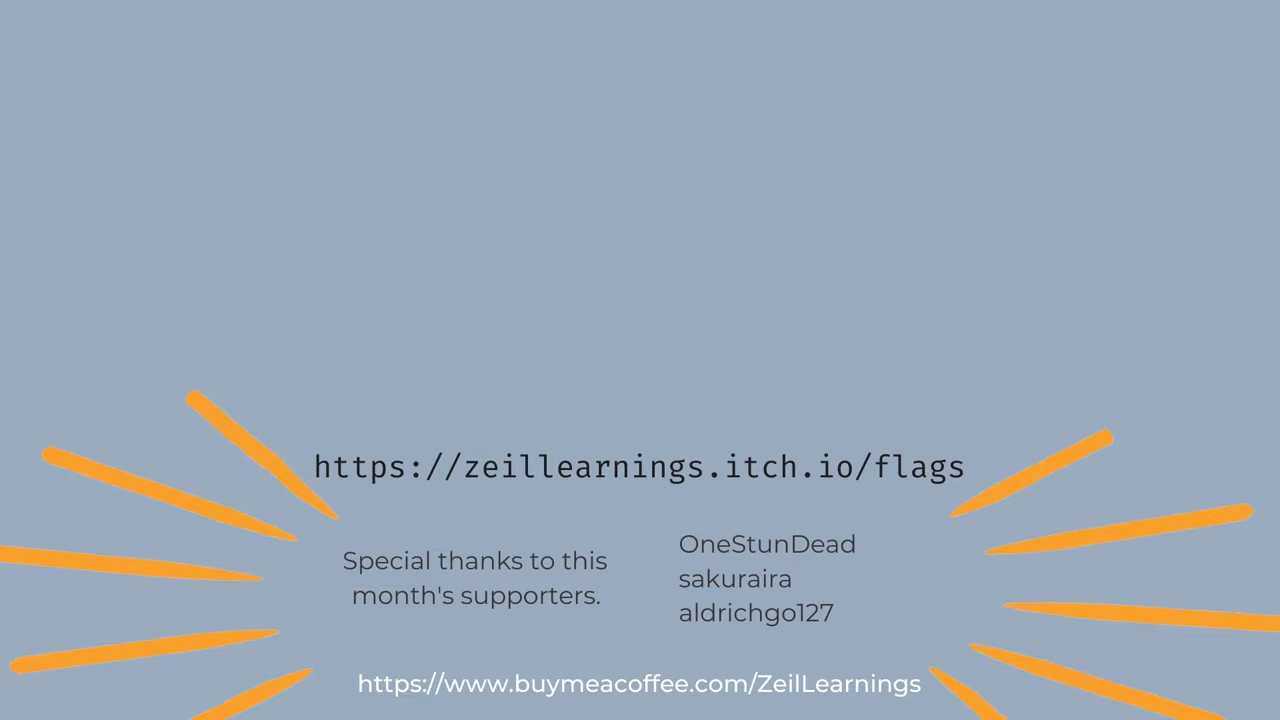 https://zeillearnings.itch.io/flags
Special thanks to this
month's supporters.
OneStunDead
sakuraira
aldrichgo127
https://www.buymeacoffee.com/ZeilLearnings